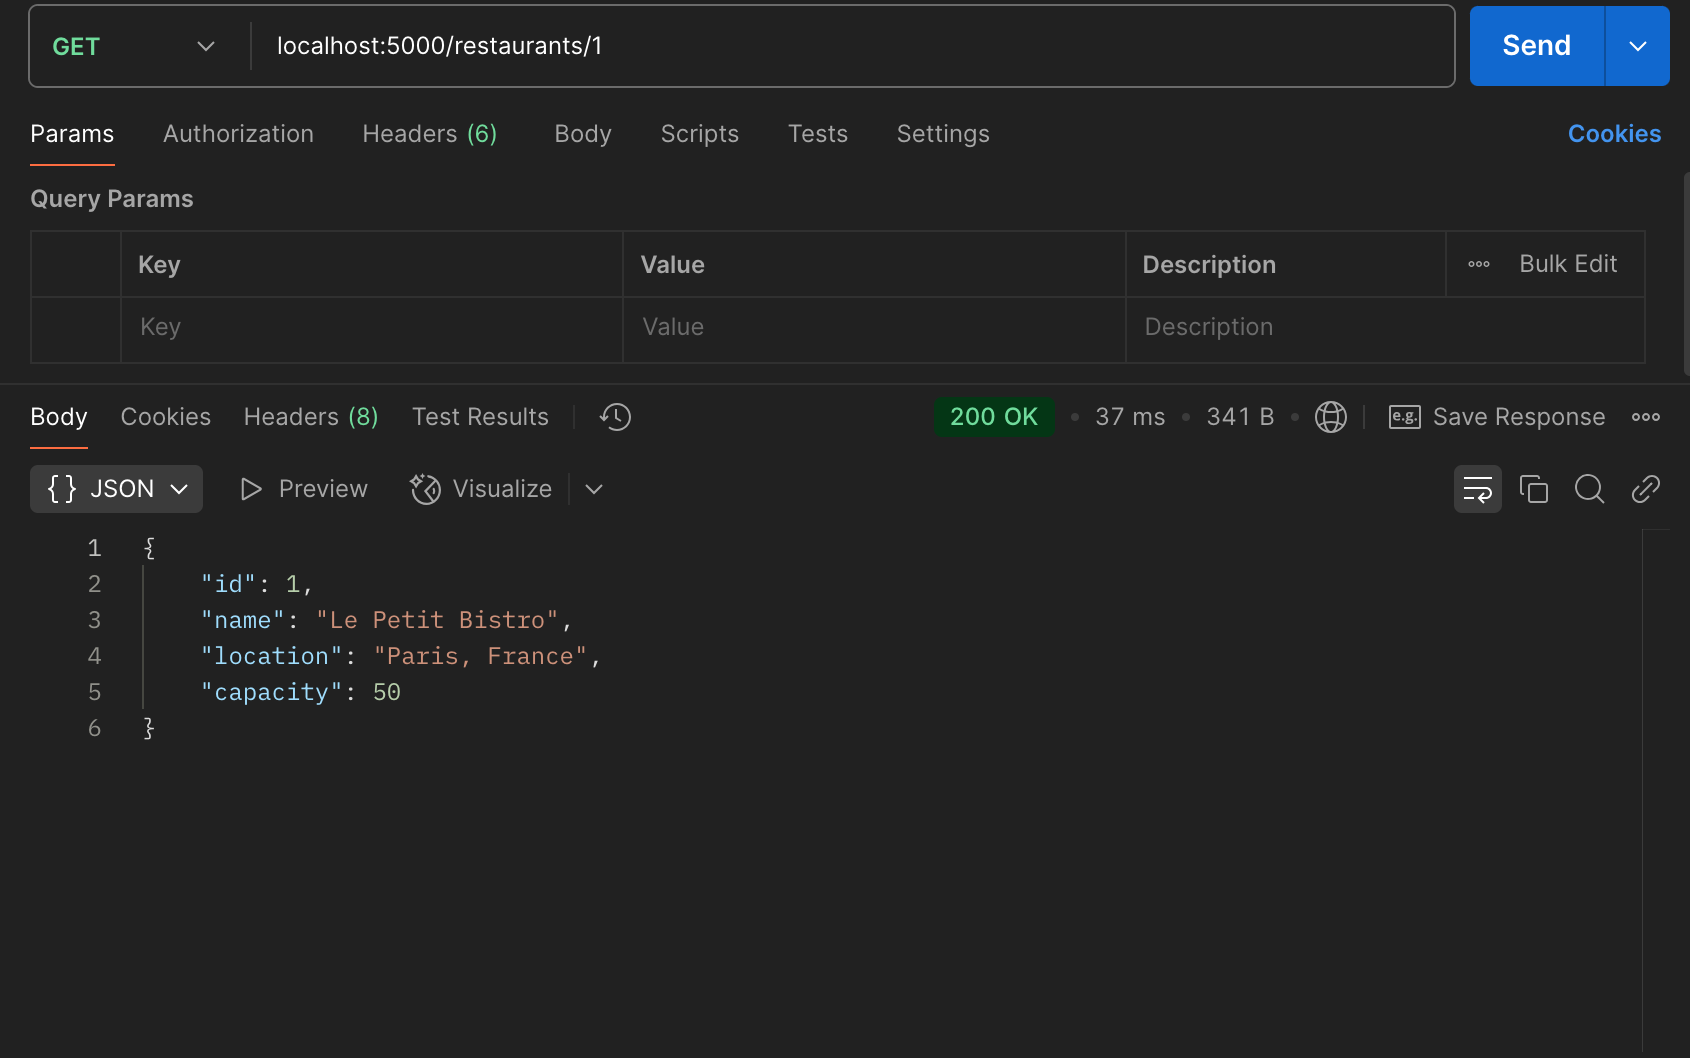 GET localhost:5000/restaurants/1 Send
Params Authorization Headers (6) Body Scripts Tests Settings Cookies
Query Params
Key Value Description Bulk Edit
Key Value Description
Body Cookies Headers (8) Test Results 200 OK • 37 ms • 341 B • e.g. Save Response
{} JSON Preview Visualize
1 {
2 "id": 1,
3 "name": "Le Petit Bistro",
4 "location": "Paris, France",
5 "capacity": 50
6 }